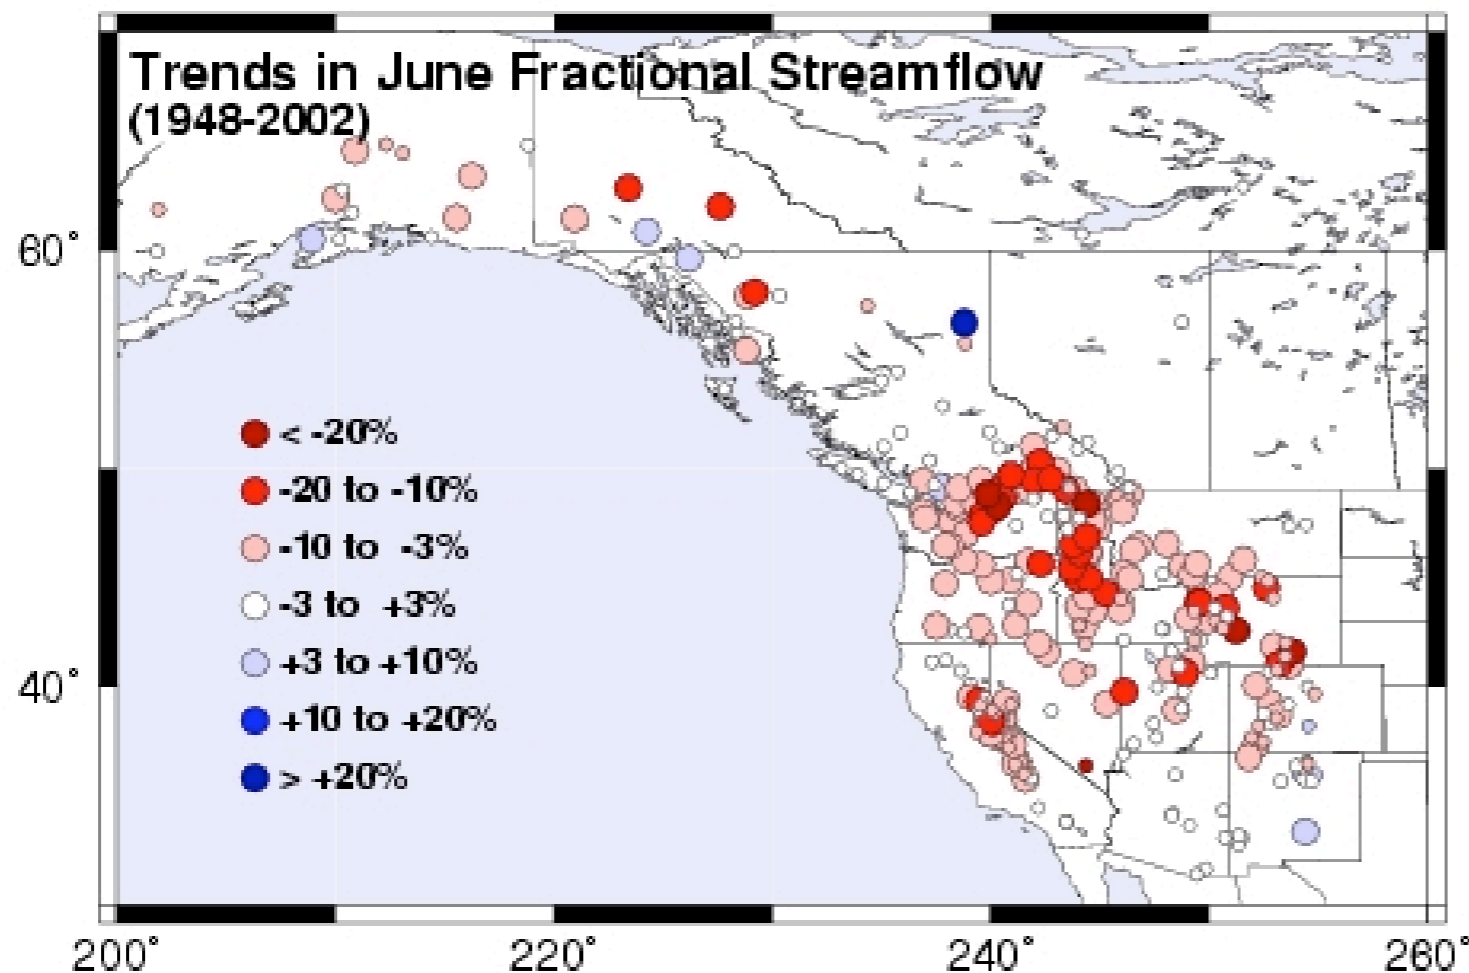 Trends in June Fractional Streamflow
(1948-2002)
60°
< -20%
-20 to -10%
-10 to -3%
-3 to +3%
40°
+3 to +10%
+10 to +20%
> +20%
200° 220° 240° 260°